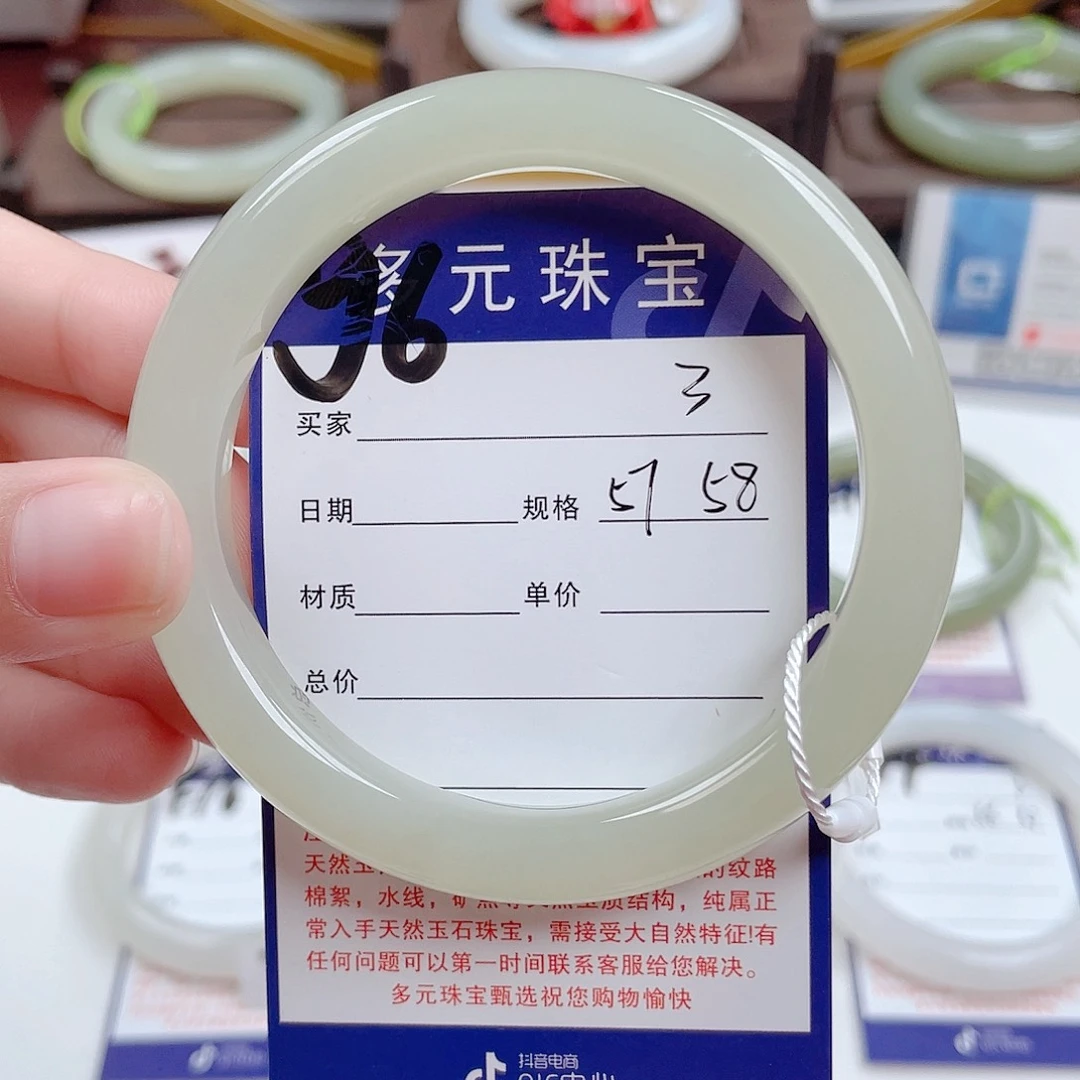 多元珠宝
J6
买家 3
日期 规格 57 58
材质 单价
总价
天然玉 的纹路
棉絮，水线，矿 质结构，纯属正
常入手天然玉石珠宝，需接受大自然特征!有
任何问题可以第一时间联系客服给您解决。
多元珠宝甄选祝您购物愉快
抖音电商